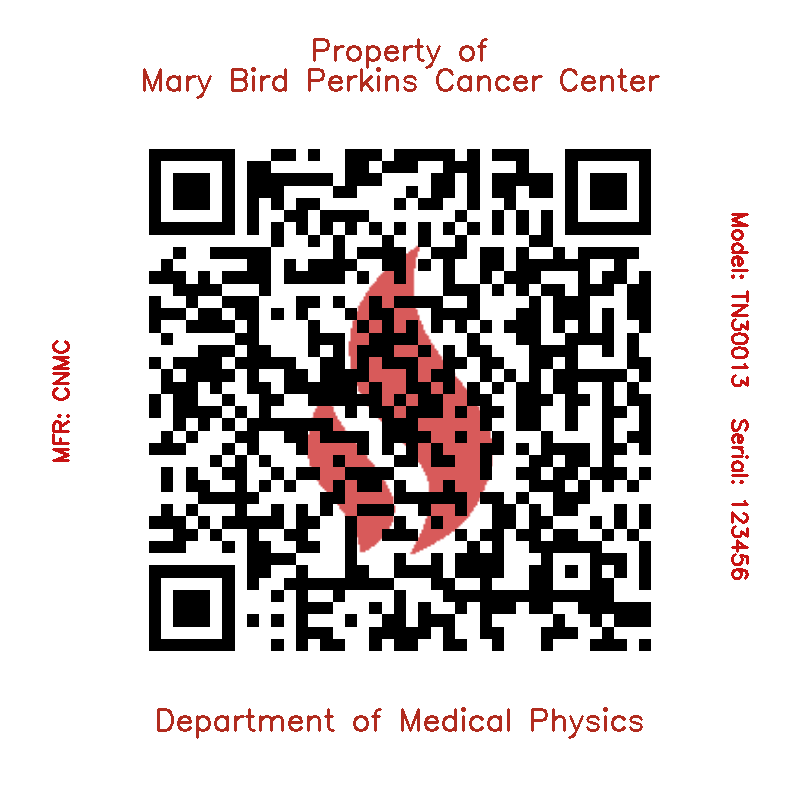 Property of
Mary Bird Perkins Cancer Center
MFR: CNMC
Model: TN30013 Serial: 123456
Department of Medical Physics